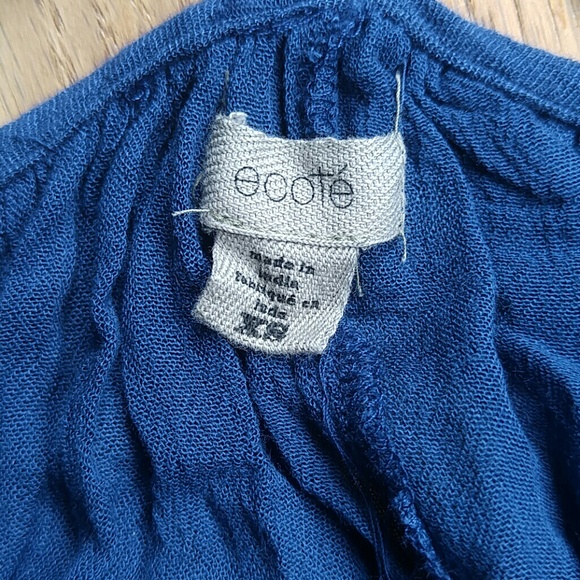 ecoté
made in
india
fabriqué en
inde
XS